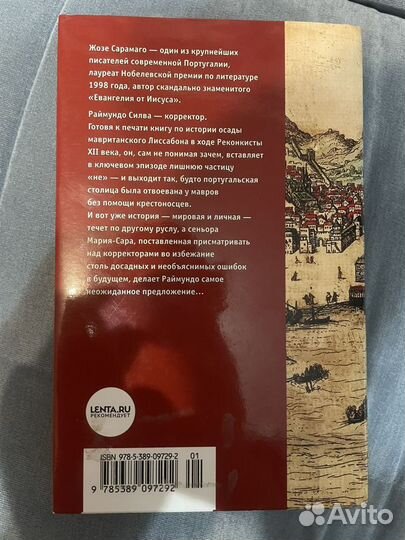 Жозе Сарамаго — один из крупнейших
писателей современной Португалии,
лауреат Нобелевской премии по литературе
1998 года, автор скандально знаменитого
«Евангелия от Иисуса».
Раймундо Силва — корректор.
Готовя к печати книгу по истории осады
мавританского Лиссабона в ходе Реконкисты
XII века, он, сам не понимая зачем, вставляет
в ключевом эпизоде лишнюю частицу
«не» — и выходит так, будто португальская
столица была отвоевана у мавров
без помощи крестоносцев.
И вот уже история — мировая и личная —
течет по другому руслу, а сеньора
Мария-Сара, поставленная присматривать
над корректорами во избежание
столь досадных и необъяснимых ошибок
в будущем, делает Раймундо самое
неожиданное предложение…
LENTA.RU
РЕКОМЕНДУЕТ
ISBN 978-5-389-09729-2
01
9 785389 097292
Avito